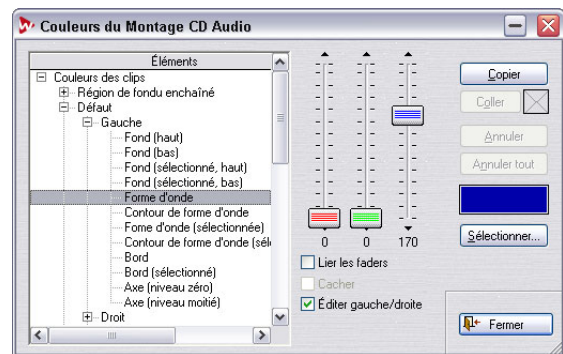 Couleurs du Montage CD Audio
Éléments
Couleurs des clips
Région de fondu enchaîné
Défaut
Gauche
Fond (haut)
Fond (bas)
Fond (sélectionné, haut)
Fond (sélectionné, bas)
Forme d'onde
Contour de forme d'onde
Fome d'onde (sélectionnée)
Contour de forme d'onde (séle
Bord
Bord (sélectionné)
Axe (niveau zéro)
Axe (niveau moitié)
Droit
0 0 170
Lier les faders
Cacher
Éditer gauche/droite
Copier
Coller
Annuler
Annuler tout
Sélectionner...
Fermer